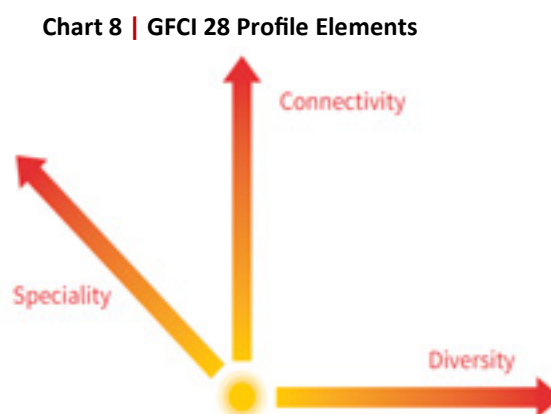 Chart 8 | GFCI 28 Profile Elements
Connectivity
Speciality
Diversity